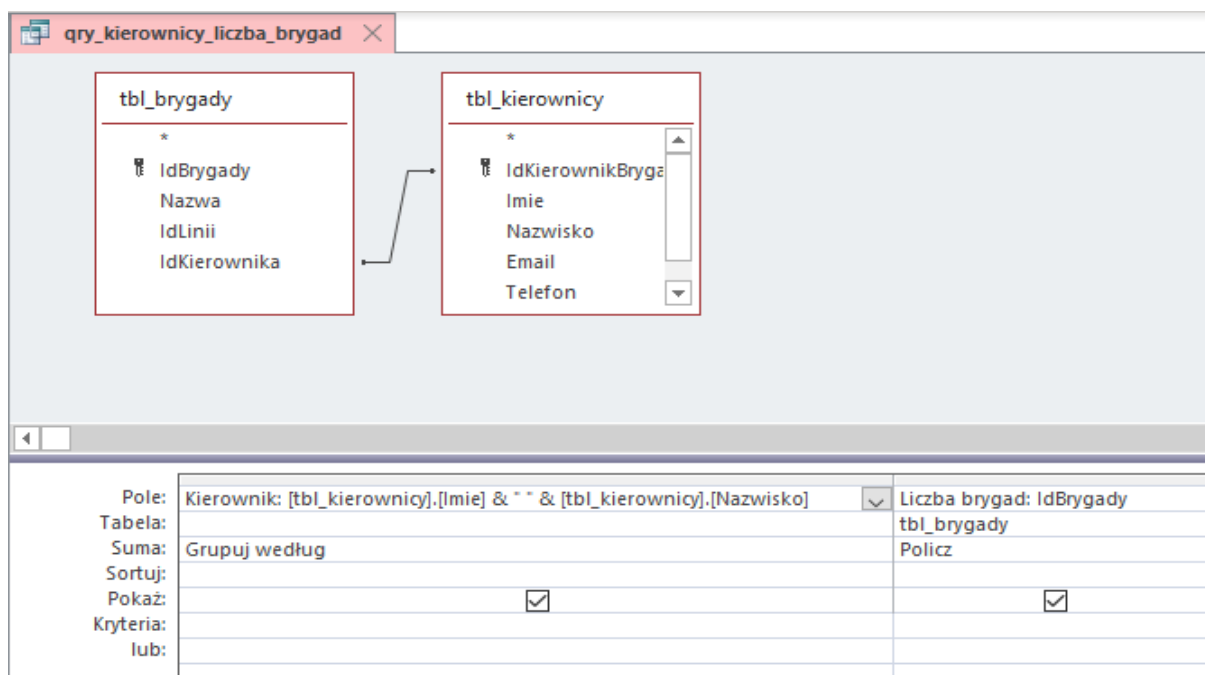 qry_kierownicy_liczba_brygad
tbl_brygady
*
IdBrygady
Nazwa
IdLinii
IdKierownika
tbl_kierownicy
*
IdKierownikBryga
Imie
Nazwisko
Email
Telefon
Pole: Kierownik: [tbl_kierownicy].[Imie] & " " & [tbl_kierownicy].[Nazwisko] Liczba brygad: IdBrygady
Tabela: tbl_brygady
Suma: Grupuj według Policz
Sortuj:
Pokaż:
Kryteria:
lub: